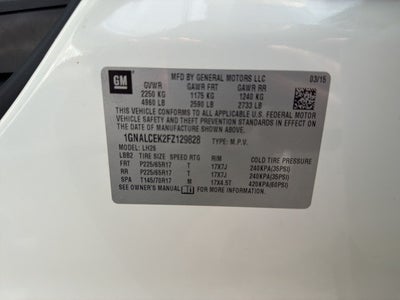 GM
MFD BY GENERAL MOTORS LLC 03/15
GVWR GAWR FRT GAWR RR
2250 KG 1175 KG 1240 KG
4960 LB 2590 LB 2733 LB
THIS VEHICLE CONFORMS TO ALL APPLICABLE
U.S. FEDERAL MOTOR VEHICLE SAFETY AND THEFT
PREVENTION STANDARDS IN EFFECT ON THE DATE
OF MANUFACTURE SHOWN ABOVE.
1GNALCEK2FZ129828 TYPE: M.P.V.
MODEL: LH26
LBB2 TIRE SIZE SPEED RTG RIM COLD TIRE PRESSURE
FRT P225/65R17 T 17X7J 240KPA(35PSI)
RR P225/65R17 T 17X7J 240KPA(35PSI)
SPA T145/70R17 M 17X4.5T 420KPA(60PSI)
SEE OWNER'S MANUAL FOR MORE INFORMATION.